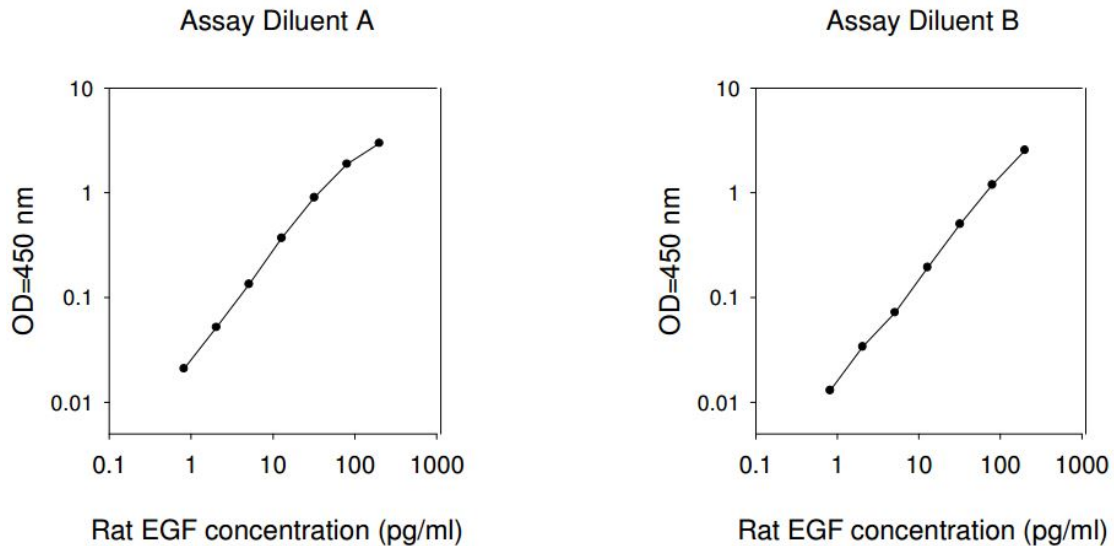 Assay Diluent A
10
1
0.1
0.01
OD=450 nm
0.1 1 10 100 1000
Rat EGF concentration (pg/ml)
Assay Diluent B
10
1
0.1
0.01
OD=450 nm
0.1 1 10 100 1000
Rat EGF concentration (pg/ml)